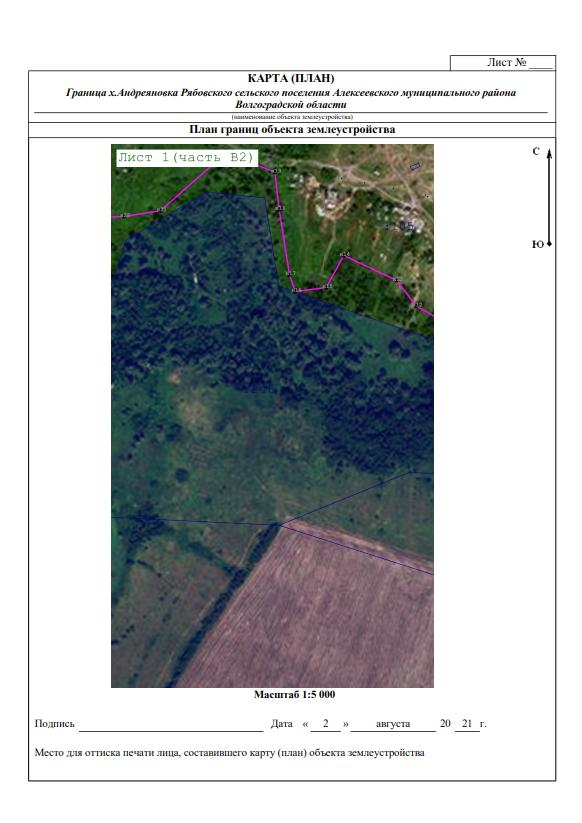 Лист № ____
КАРТА (ПЛАН)
Граница х.Андреяновка Рябовского сельского поселения Алексеевского муниципального района
Волгоградской области
(наименование объекта землеустройства)
План границ объекта землеустройства
Лист 1(часть B2)
С
Ю
Масштаб 1:5 000
Подпись Дата « 2 » августа 20 21 г.
Место для оттиска печати лица, составившего карту (план) объекта землеустройства